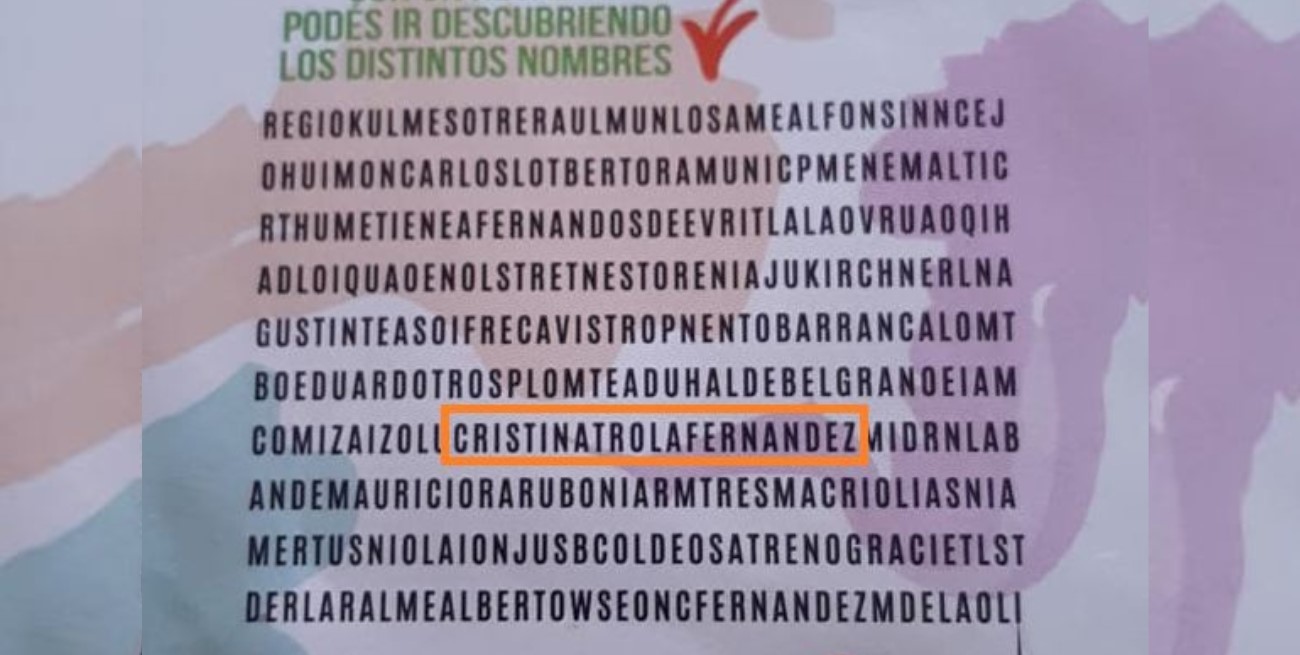 PODÉS IR DESCUBRIENDO
LOS DISTINTOS NOMBRES
REGIOKULMESOTRERAULMUNLOSAMEALFONSINNCEJ
OHUIMONCARLOSLOTBERTORAMUNICPMENEMALTIC
RTHUMETIENEAFERNANDOSDEEVRITLALAOVRUAOQIH
ADLOIQUAOENOLSTRETNESTORENIAJUKIRCHNERLNA
GUSTINTEASOIFRECAVISTROPNENTOBARRANCALOMT
BOEDUARDOTROSPLOMTEADUHALDEBELGRANOEIAM
COMIZAIZOLUCRISTINATROLAFERNANDEZMIDRNLAB
ANDEMAURICIORARUBONIARMTRESMACRIOLIASNIA
MERTUSNIOLAIONJUSBCOLDEOSATRENOGRACIETLST
DERLARALMEALBERTOWSEONCFERNANDEZMDELAOLI